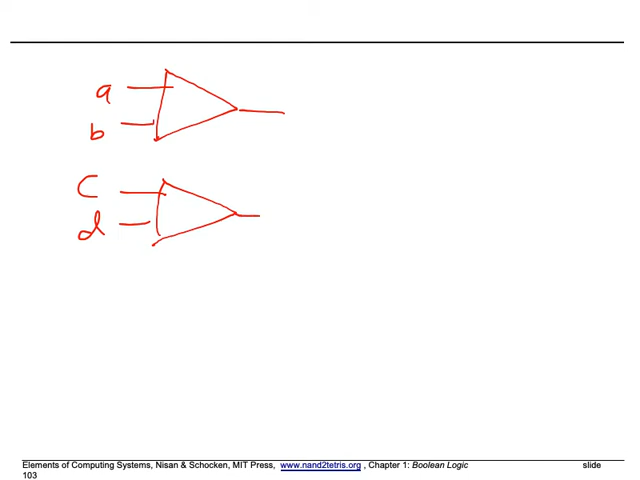 a
b
c
d
Elements of Computing Systems, Nisan & Schocken, MIT Press, www.nand2tetris.org , Chapter 1: Boolean Logic slide
103